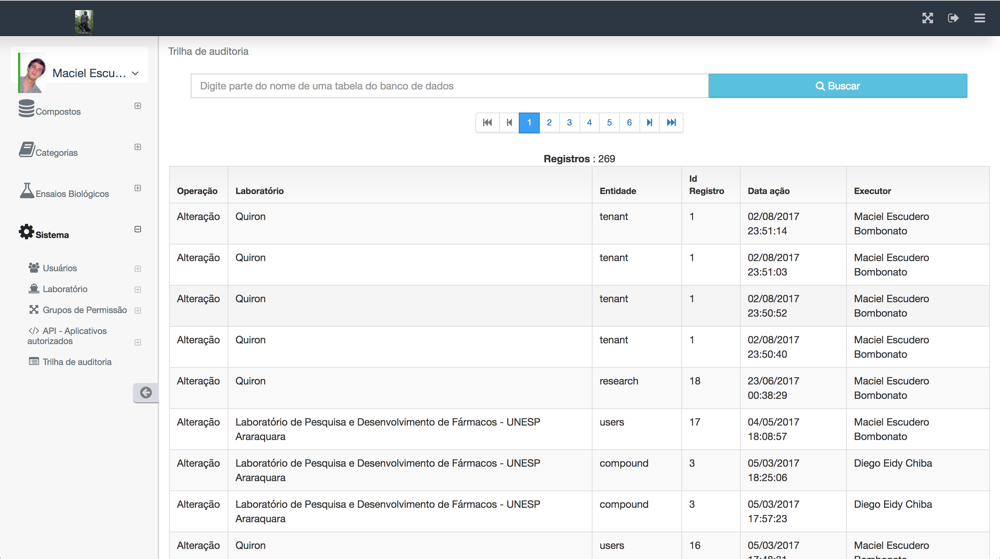 Maciel Escu...
Compostos
Categorias
Ensaios Biológicos
Sistema
Usuários
Laboratório
Grupos de Permissão
API - Aplicativos
autorizados
Trilha de auditoria
Trilha de auditoria
Digite parte do nome de uma tabela do banco de dados
Buscar
1 2 3 4 5 6
Registros : 269
Operação Laboratório Entidade Id Registro Data ação Executor
Alteração Quiron tenant 1 02/08/2017 23:51:14 Maciel Escudero Bombonato
Alteração Quiron tenant 1 02/08/2017 23:51:03 Maciel Escudero Bombonato
Alteração Quiron tenant 1 02/08/2017 23:50:52 Maciel Escudero Bombonato
Alteração Quiron tenant 1 02/08/2017 23:50:40 Maciel Escudero Bombonato
Alteração Quiron research 18 23/06/2017 00:38:29 Maciel Escudero Bombonato
Alteração Laboratório de Pesquisa e Desenvolvimento de Fármacos - UNESP Araraquara users 17 04/05/2017 18:08:57 Maciel Escudero Bombonato
Alteração Laboratório de Pesquisa e Desenvolvimento de Fármacos - UNESP Araraquara compound 3 05/03/2017 18:25:06 Diego Eidy Chiba
Alteração Laboratório de Pesquisa e Desenvolvimento de Fármacos - UNESP Araraquara compound 3 05/03/2017 17:57:23 Diego Eidy Chiba
Alteração Quiron users 16 05/03/2017 Maciel Escudero